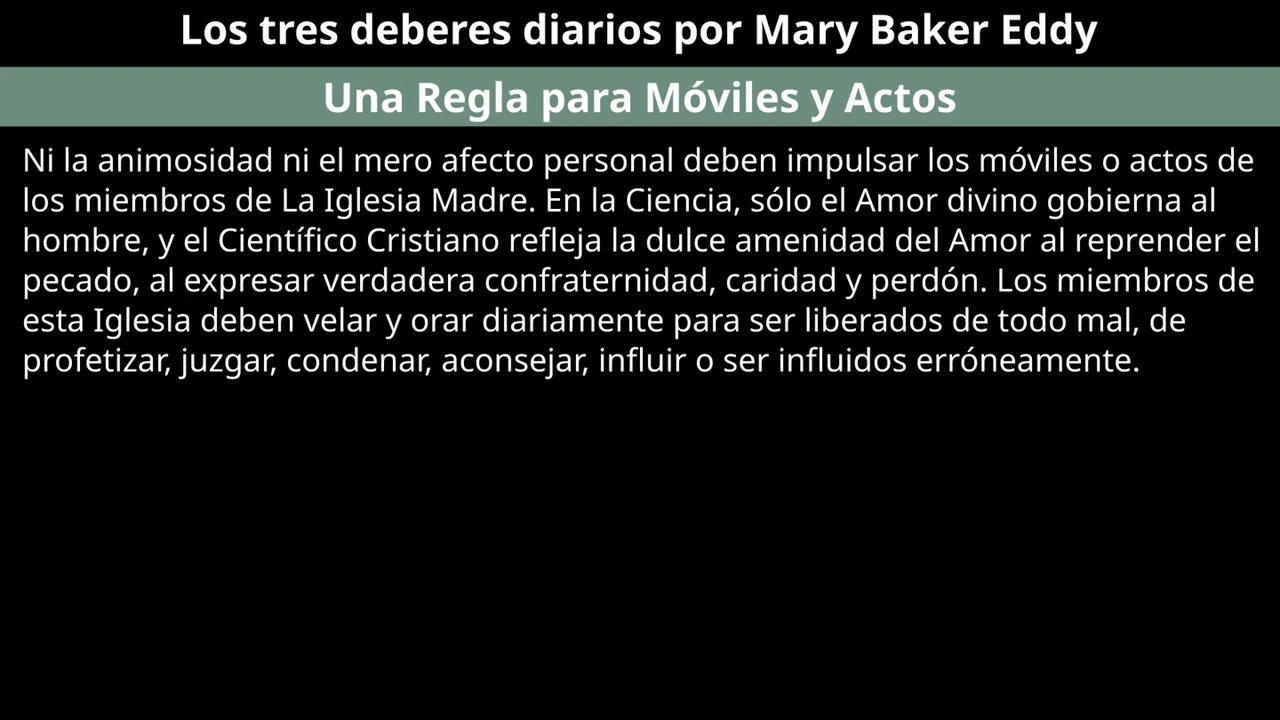 Los tres deberes diarios por Mary Baker Eddy
Una Regla para Móviles y Actos
Ni la animosidad ni el mero afecto personal deben impulsar los móviles o actos de
los miembros de La Iglesia Madre. En la Ciencia, sólo el Amor divino gobierna al
hombre, y el Científico Cristiano refleja la dulce amenidad del Amor al reprender el
pecado, al expresar verdadera confraternidad, caridad y perdón. Los miembros de
esta Iglesia deben velar y orar diariamente para ser liberados de todo mal, de
profetizar, juzgar, condenar, aconsejar, influir o ser influidos erróneamente.